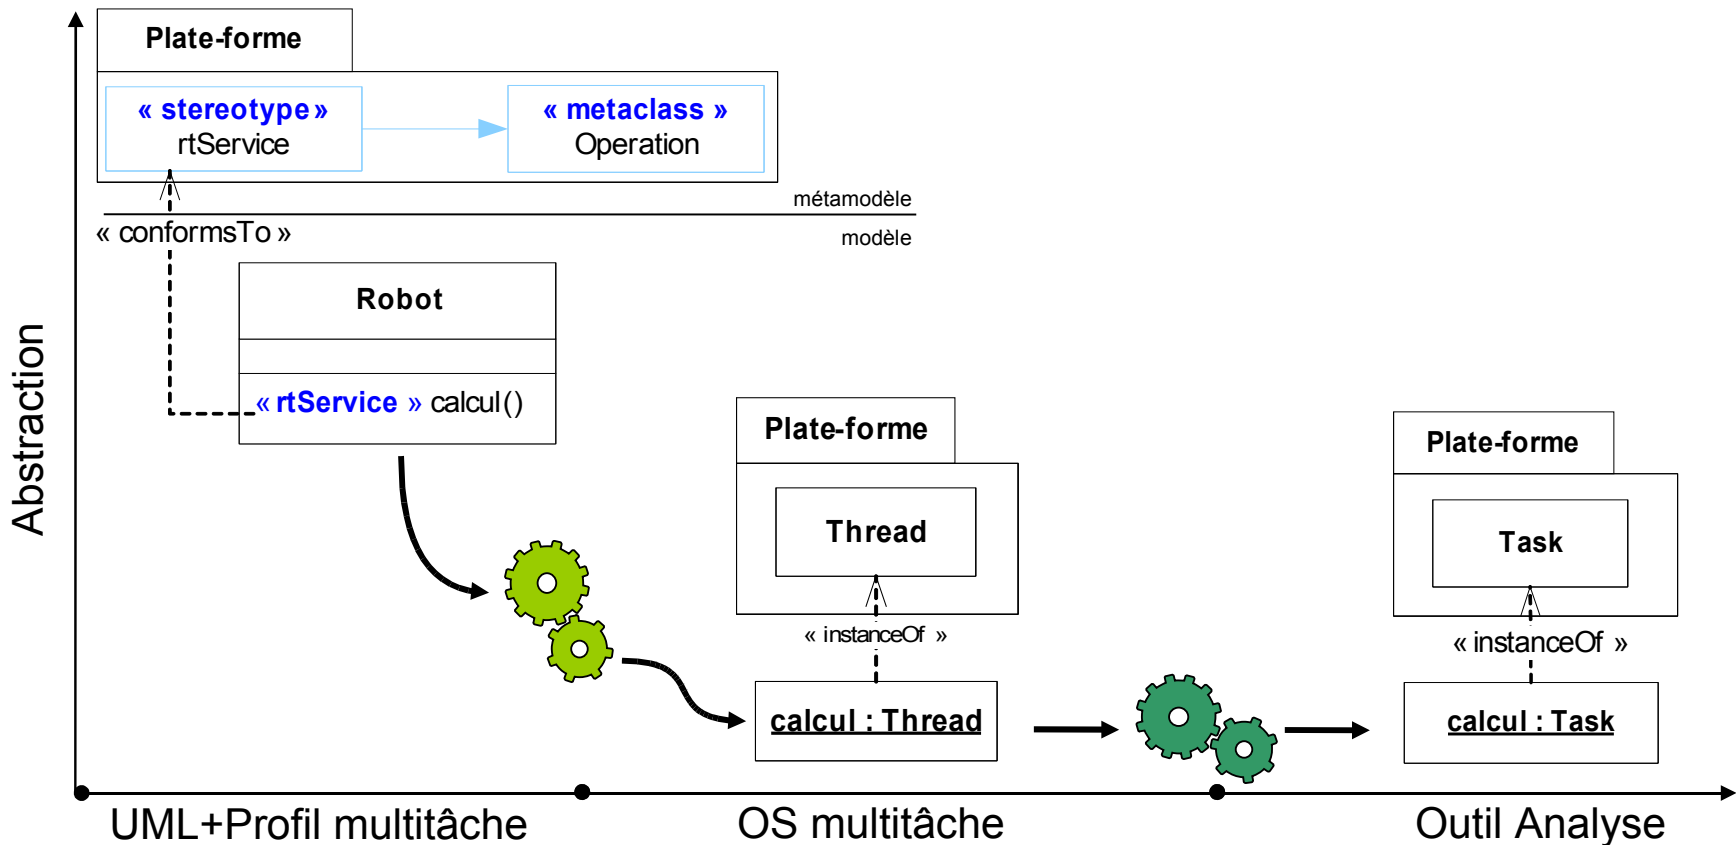 Plate-forme
« stereotype »
rtService
« metaclass »
Operation
métamodèle
« conformsTo »
modèle
Robot
« rtService » calcul()
Abstraction
Plate-forme
Thread
« instanceOf »
calcul : Thread
Plate-forme
Task
« instanceOf »
calcul : Task
UML+Profil multitâche
OS multitâche
Outil Analyse